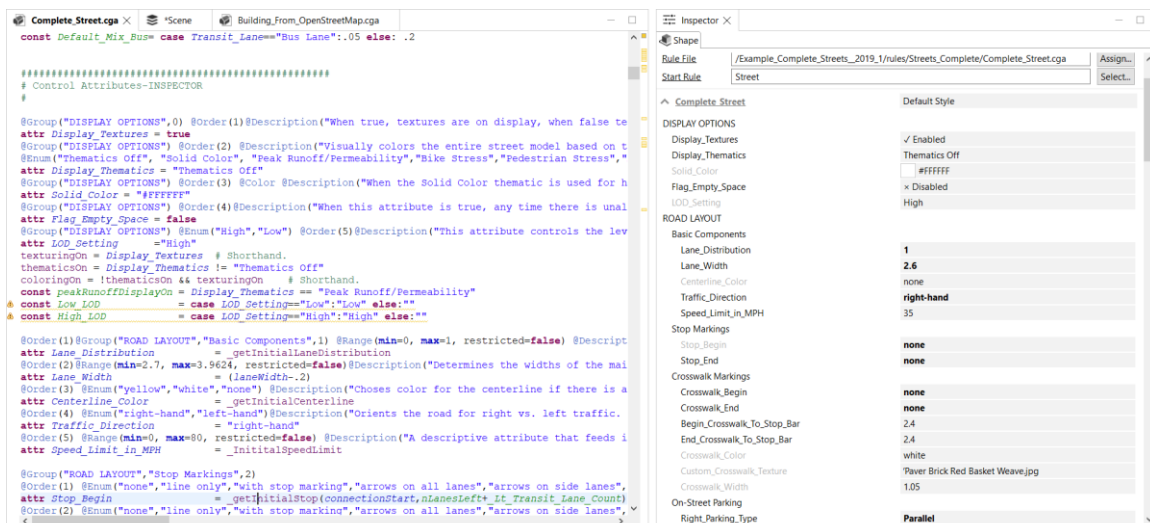 Complete_Street.cga
*Scene
Building_From_OpenStreetMap.cga
const Default_Mix_Bus= case Transit_Lane=="Bus Lane":.05 else: .2
####################################################
# Control Attributes-INSPECTOR
#
@Group("DISPLAY OPTIONS",0) @Order(1)@Description("When true, textures are on display, when false te
attr Display_Textures = true
@Group("DISPLAY OPTIONS") @Order(2) @Description("Visually colors the entire street model based on t
@Enum("Thematics Off", "Solid Color", "Peak Runoff/Permeability","Bike Stress","Pedestrian Stress","
attr Display_Thematics = "Thematics Off"
@Group("DISPLAY OPTIONS") @Order(3) @Color @Description("When the Solid Color thematic is used for h
attr Solid_Color = "#FFFFFF"
@Group("DISPLAY OPTIONS") @Order(4)@Description("When this attribute is true, any time there is unal
attr Flag_Empty_Space = false
@Group("DISPLAY OPTIONS") @Enum("High","Low") @Order(5)@Description("This attribute controls the lev
attr LOD_Setting ="High"
texturingOn = Display_Textures # Shorthand.
thematicsOn = Display_Thematics != "Thematics Off"
coloringOn = !thematicsOn && texturingOn # Shorthand.
const peakRunoffDisplayOn = Display_Thematics == "Peak Runoff/Permeability"
const Low_LOD = case LOD_Setting=="Low":"Low" else:""
const High_LOD = case LOD_Setting=="High":"High" else:""
@Order(1)@Group("ROAD LAYOUT","Basic Components",1) @Range(min=0, max=1, restricted=false) @Descript
attr Lane_Distribution = _getInitialLaneDistribution
@Order(2)@Range(min=2.7, max=3.9624, restricted=false)@Description("Determines the widths of the mai
attr Lane_Width = (laneWidth-.2)
@Order(3) @Enum("yellow","white","none") @Description("Choses color for the centerline if there is a
attr Centerline_Color = _getInitialCenterline
@Order(4) @Enum("right-hand","left-hand")@Description("Orients the road for right vs. left traffic.
attr Traffic_Direction = "right-hand"
@Order(5) @Range(min=0, max=80, restricted=false) @Description("A descriptive attribute that feeds i
attr Speed_Limit_in_MPH = _InititalSpeedLimit
@Group("ROAD LAYOUT","Stop Markings",2)
@Order(1) @Enum("none","line only","with stop marking","arrows on all lanes","arrows on side lanes",
attr Stop_Begin = _getInitialStop(connectionStart,nLanesLeft+_Lt_Transit_Lane_Count)
@Order(2) @Enum("none","line only","with stop marking","arrows on all lanes","arrows on side lanes",
Inspector
Shape
Rule File /Example_Complete_Streets__2019_1/rules/Streets_Complete/Complete_Street.cga Assign...
Start Rule Street Select...
Complete Street Default Style
DISPLAY OPTIONS
Display_Textures ✓ Enabled
Display_Thematics Thematics Off
Solid_Color #FFFFFF
Flag_Empty_Space × Disabled
LOD_Setting High
ROAD LAYOUT
Basic Components
Lane_Distribution 1
Lane_Width 2.6
Centerline_Color none
Traffic_Direction right-hand
Speed_Limit_in_MPH 35
Stop Markings
Stop_Begin none
Stop_End none
Crosswalk Markings
Crosswalk_Begin none
Crosswalk_End none
Begin_Crosswalk_To_Stop_Bar 2.4
End_Crosswalk_To_Stop_Bar 2.4
Crosswalk_Color white
Custom_Crosswalk_Texture 'Paver Brick Red Basket Weave.jpg
Crosswalk_Width 1.05
On-Street Parking
Right_Parking_Type Parallel